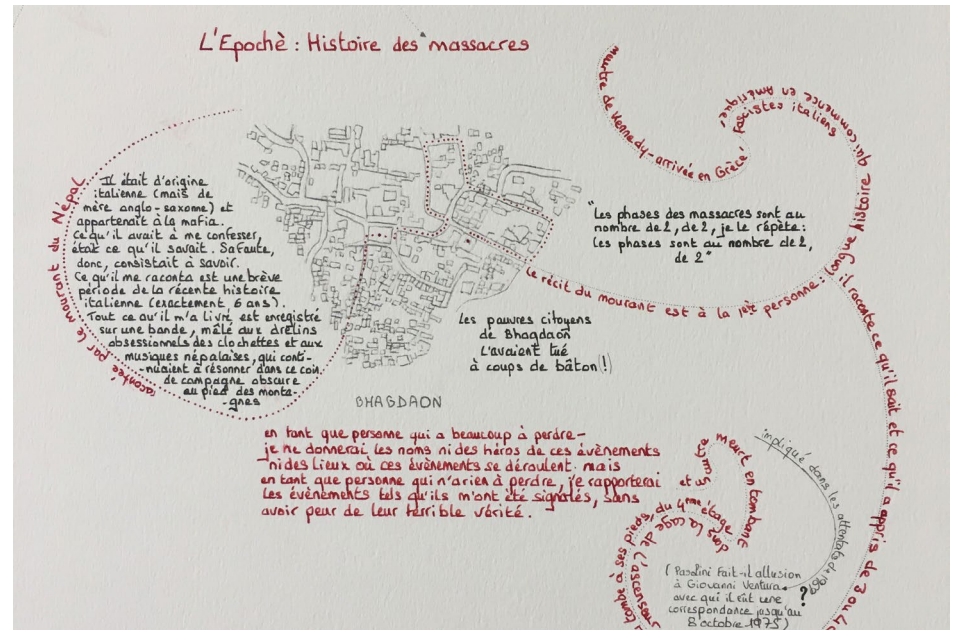 L'Epochè : Histoire des massacres
meurtre de Kennedy-arrivée en Grèce,
fascistes italiens
qui commence en Amérique,
longue histoire
racontée par le mourant du Népal
Il était d'origine
italienne (mais de
mère anglo-saxonne) et
appartenait à la mafia.
Ce qu'il avait à me confesser,
était ce qu'il savait. Sa faute,
donc, consistait à savoir.
Ce qu'il me raconta est une brève
période de la récente histoire
italienne (exactement 6 ans).
Tout ce qu'il m'a livré est enregistré
sur une bande, mêlé aux drelins
obsessionnels des clochettes et aux
musiques népalaises, qui conti-
-nuaient à résonner dans ce coin
de campagne obscure
au pied des monta-
-gnes
"Les phases des massacres sont au
nombre de 2, de 2, je le répète :
les phases sont au nombre de 2,
de 2"
le récit du mourant est à la 1ère personne :
il raconte ce qu'il sait et ce qu'il a appris de 3 ou 4
Les pauvres citoyens
de Bhagdaon
l'avaient tué
à coups de bâton (!)
BHAGDAON
en tant que personne qui a beaucoup à perdre-
je ne donnerai les noms ni des héros de ces évènements
-ni des lieux où ces évènements se déroulent. mais
en tant que personne qui n'a rien à perdre, je rapporterai
les évènements tels qu'ils m'ont été signalés, sans
avoir peur de leur terrible vérité.
meurt en tombant
dans la cage de l'ascenseur
tombe à ses pieds, du 4ème étage
et un
impliqué dans les attentats de 1969
(Pasolini fait-il allusion
à Giovanni Ventura
avec qui il eut une
correspondance jusqu'au
8 octobre 1975)
?